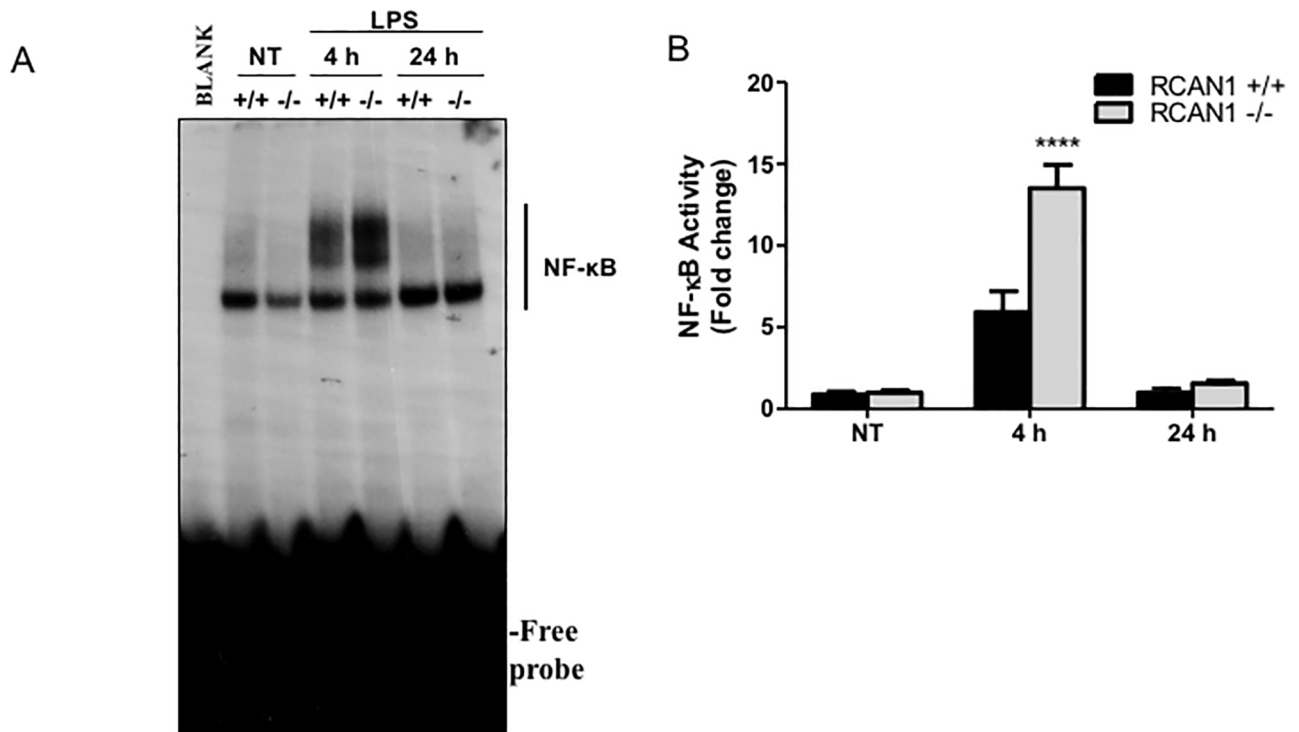 A
BLANK
LPS
NT 4 h 24 h
+/+ -/- +/+ -/- +/+ -/-
NF-κB
-Free
probe
B
NF-κB Activity
(Fold change)
20
15
10
5
0
****
RCAN1 +/+
RCAN1 -/-
NT 4 h 24 h